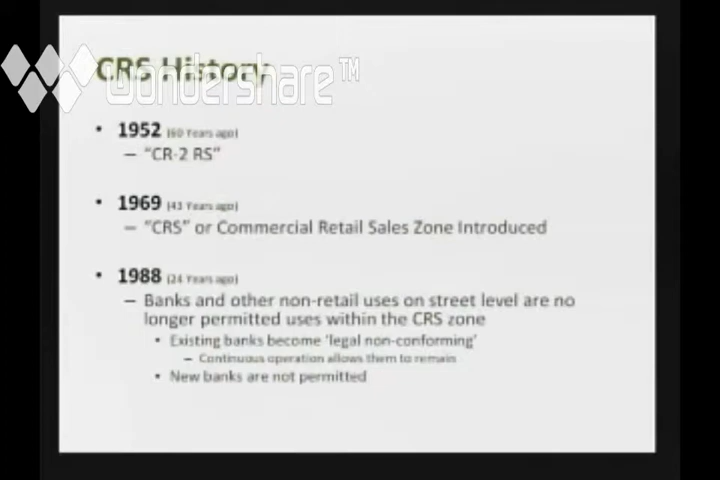 CRS History
wondershare™
• 1952 (60 Years ago)
– “CR-2 RS”
• 1969 (43 Years ago)
– “CRS” or Commercial Retail Sales Zone Introduced
• 1988 (24 Years ago)
– Banks and other non-retail uses on street level are no
longer permitted uses within the CRS zone
• Existing banks become ‘legal non-conforming’
– Continuous operation allows them to remain
• New banks are not permitted